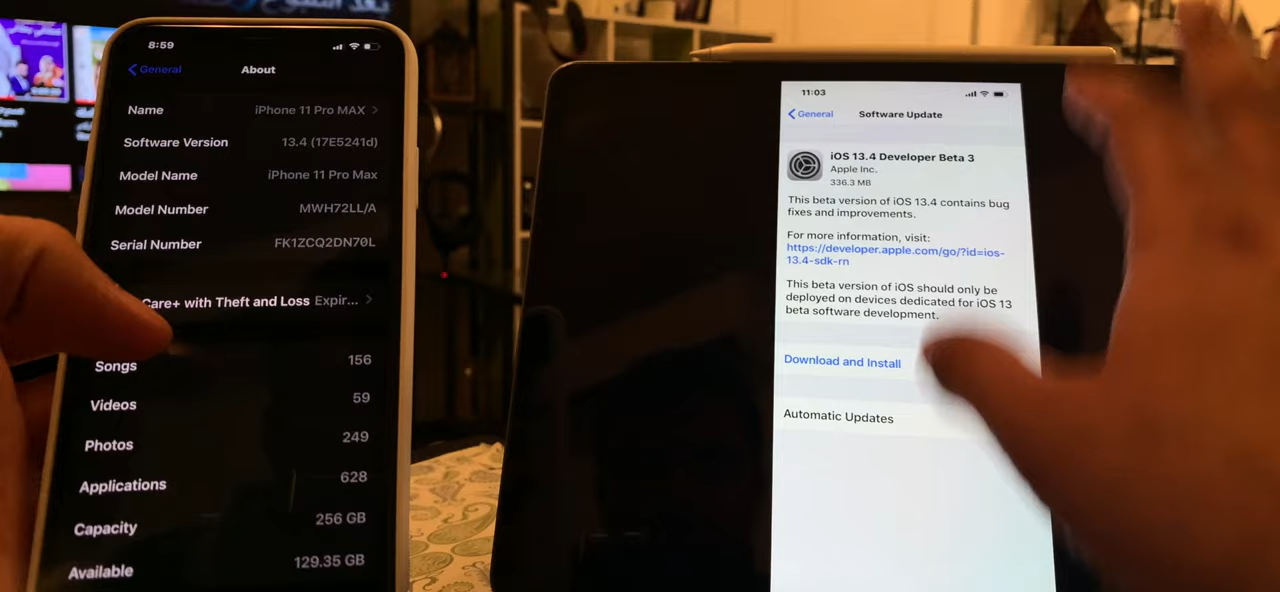 بعد أسبوع
8:59
General
About
Name iPhone 11 Pro MAX
Software Version 13.4 (17E5241d)
Model Name iPhone 11 Pro Max
Model Number MWH72LL/A
Serial Number FK1ZCQ2DN70L
Care+ with Theft and Loss Expir...
Songs 156
Videos 59
Photos 249
Applications 628
Capacity 256 GB
Available 129.35 GB
11:03
General
Software Update
iOS 13.4 Developer Beta 3
Apple Inc.
336.3 MB
This beta version of iOS 13.4 contains bug
fixes and improvements.
For more information, visit:
https://developer.apple.com/go/?id=ios-
13.4-sdk-rn
This beta version of iOS should only be
deployed on devices dedicated for iOS 13
beta software development.
Download and Install
Automatic Updates